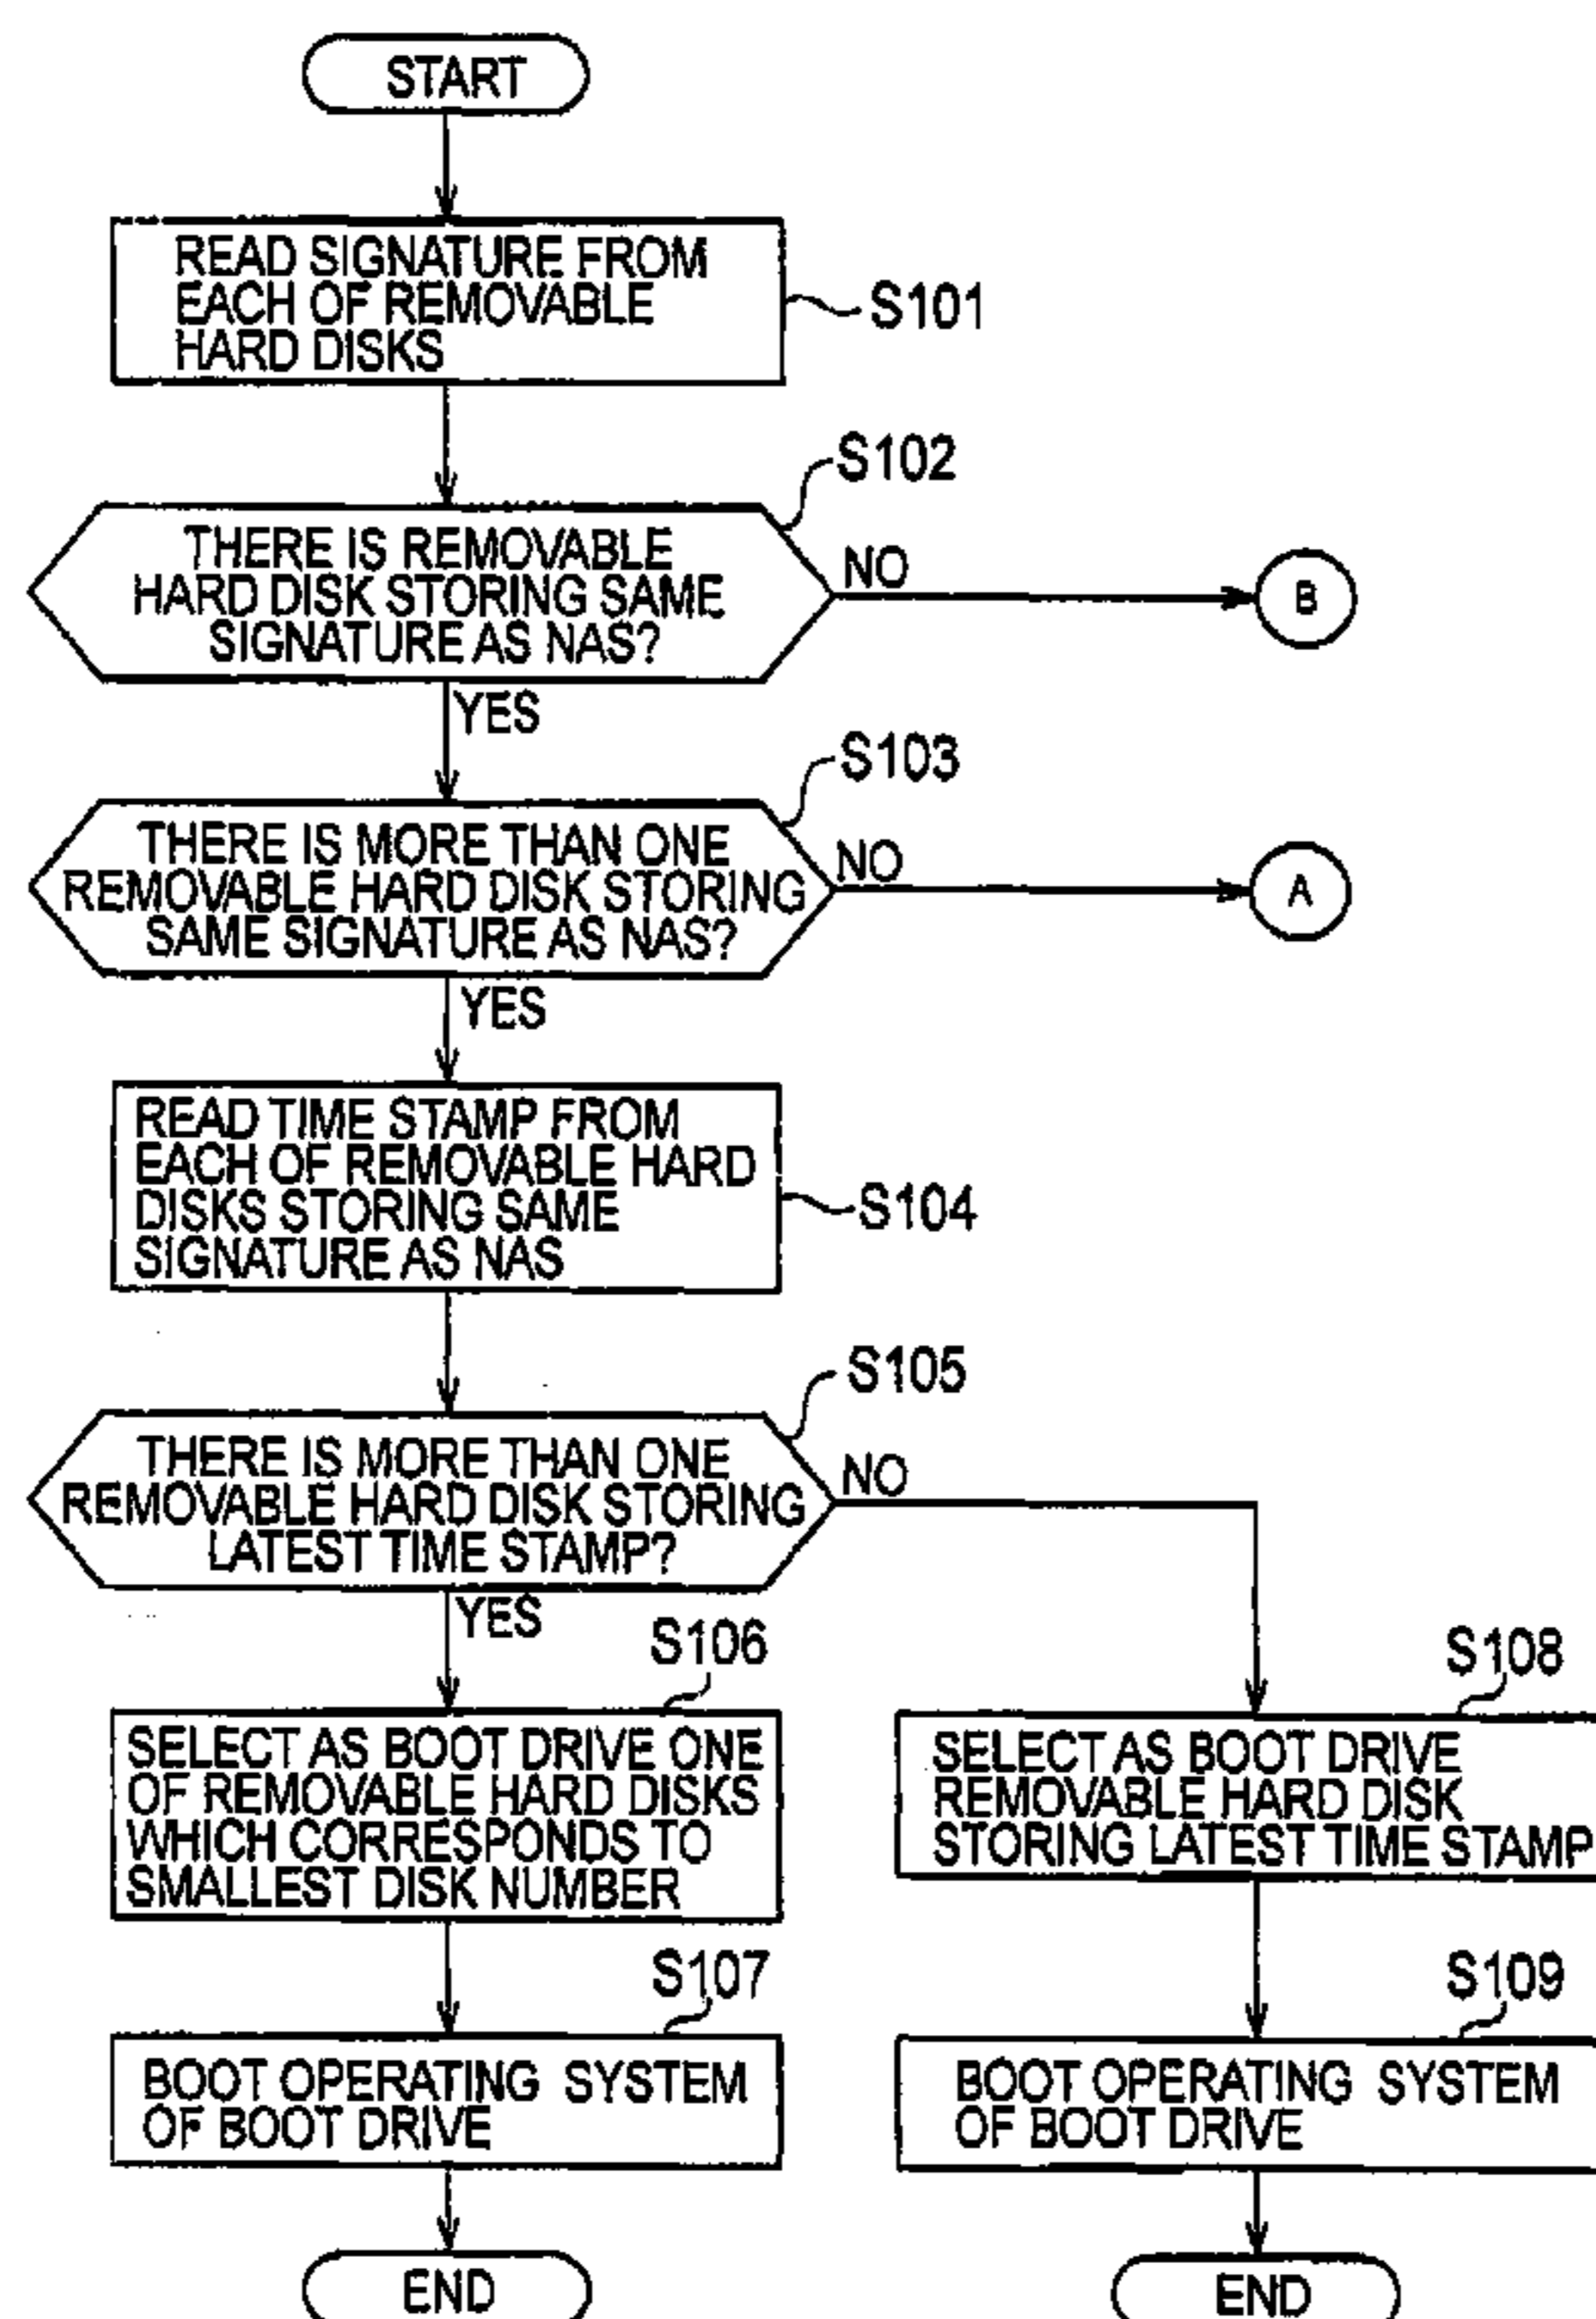 START
READ SIGNATURE FROM
EACH OF REMOVABLE
HARD DISKS
S101
S102
THERE IS REMOVABLE
HARD DISK STORING SAME
SIGNATURE AS NAS?
NO
B
YES
S103
THERE IS MORE THAN ONE
REMOVABLE HARD DISK STORING
SAME SIGNATURE AS NAS?
NO
A
YES
READ TIME STAMP FROM
EACH OF REMOVABLE HARD
DISKS STORING SAME
SIGNATURE AS NAS
S104
S105
THERE IS MORE THAN ONE
REMOVABLE HARD DISK STORING
LATEST TIME STAMP?
NO
YES
S106
SELECT AS BOOT DRIVE ONE
OF REMOVABLE HARD DISKS
WHICH CORRESPONDS TO
SMALLEST DISK NUMBER
S108
SELECT AS BOOT DRIVE
REMOVABLE HARD DISK
STORING LATEST TIME STAMP
S107
BOOT OPERATING SYSTEM
OF BOOT DRIVE
S109
BOOT OPERATING SYSTEM
OF BOOT DRIVE
END
END